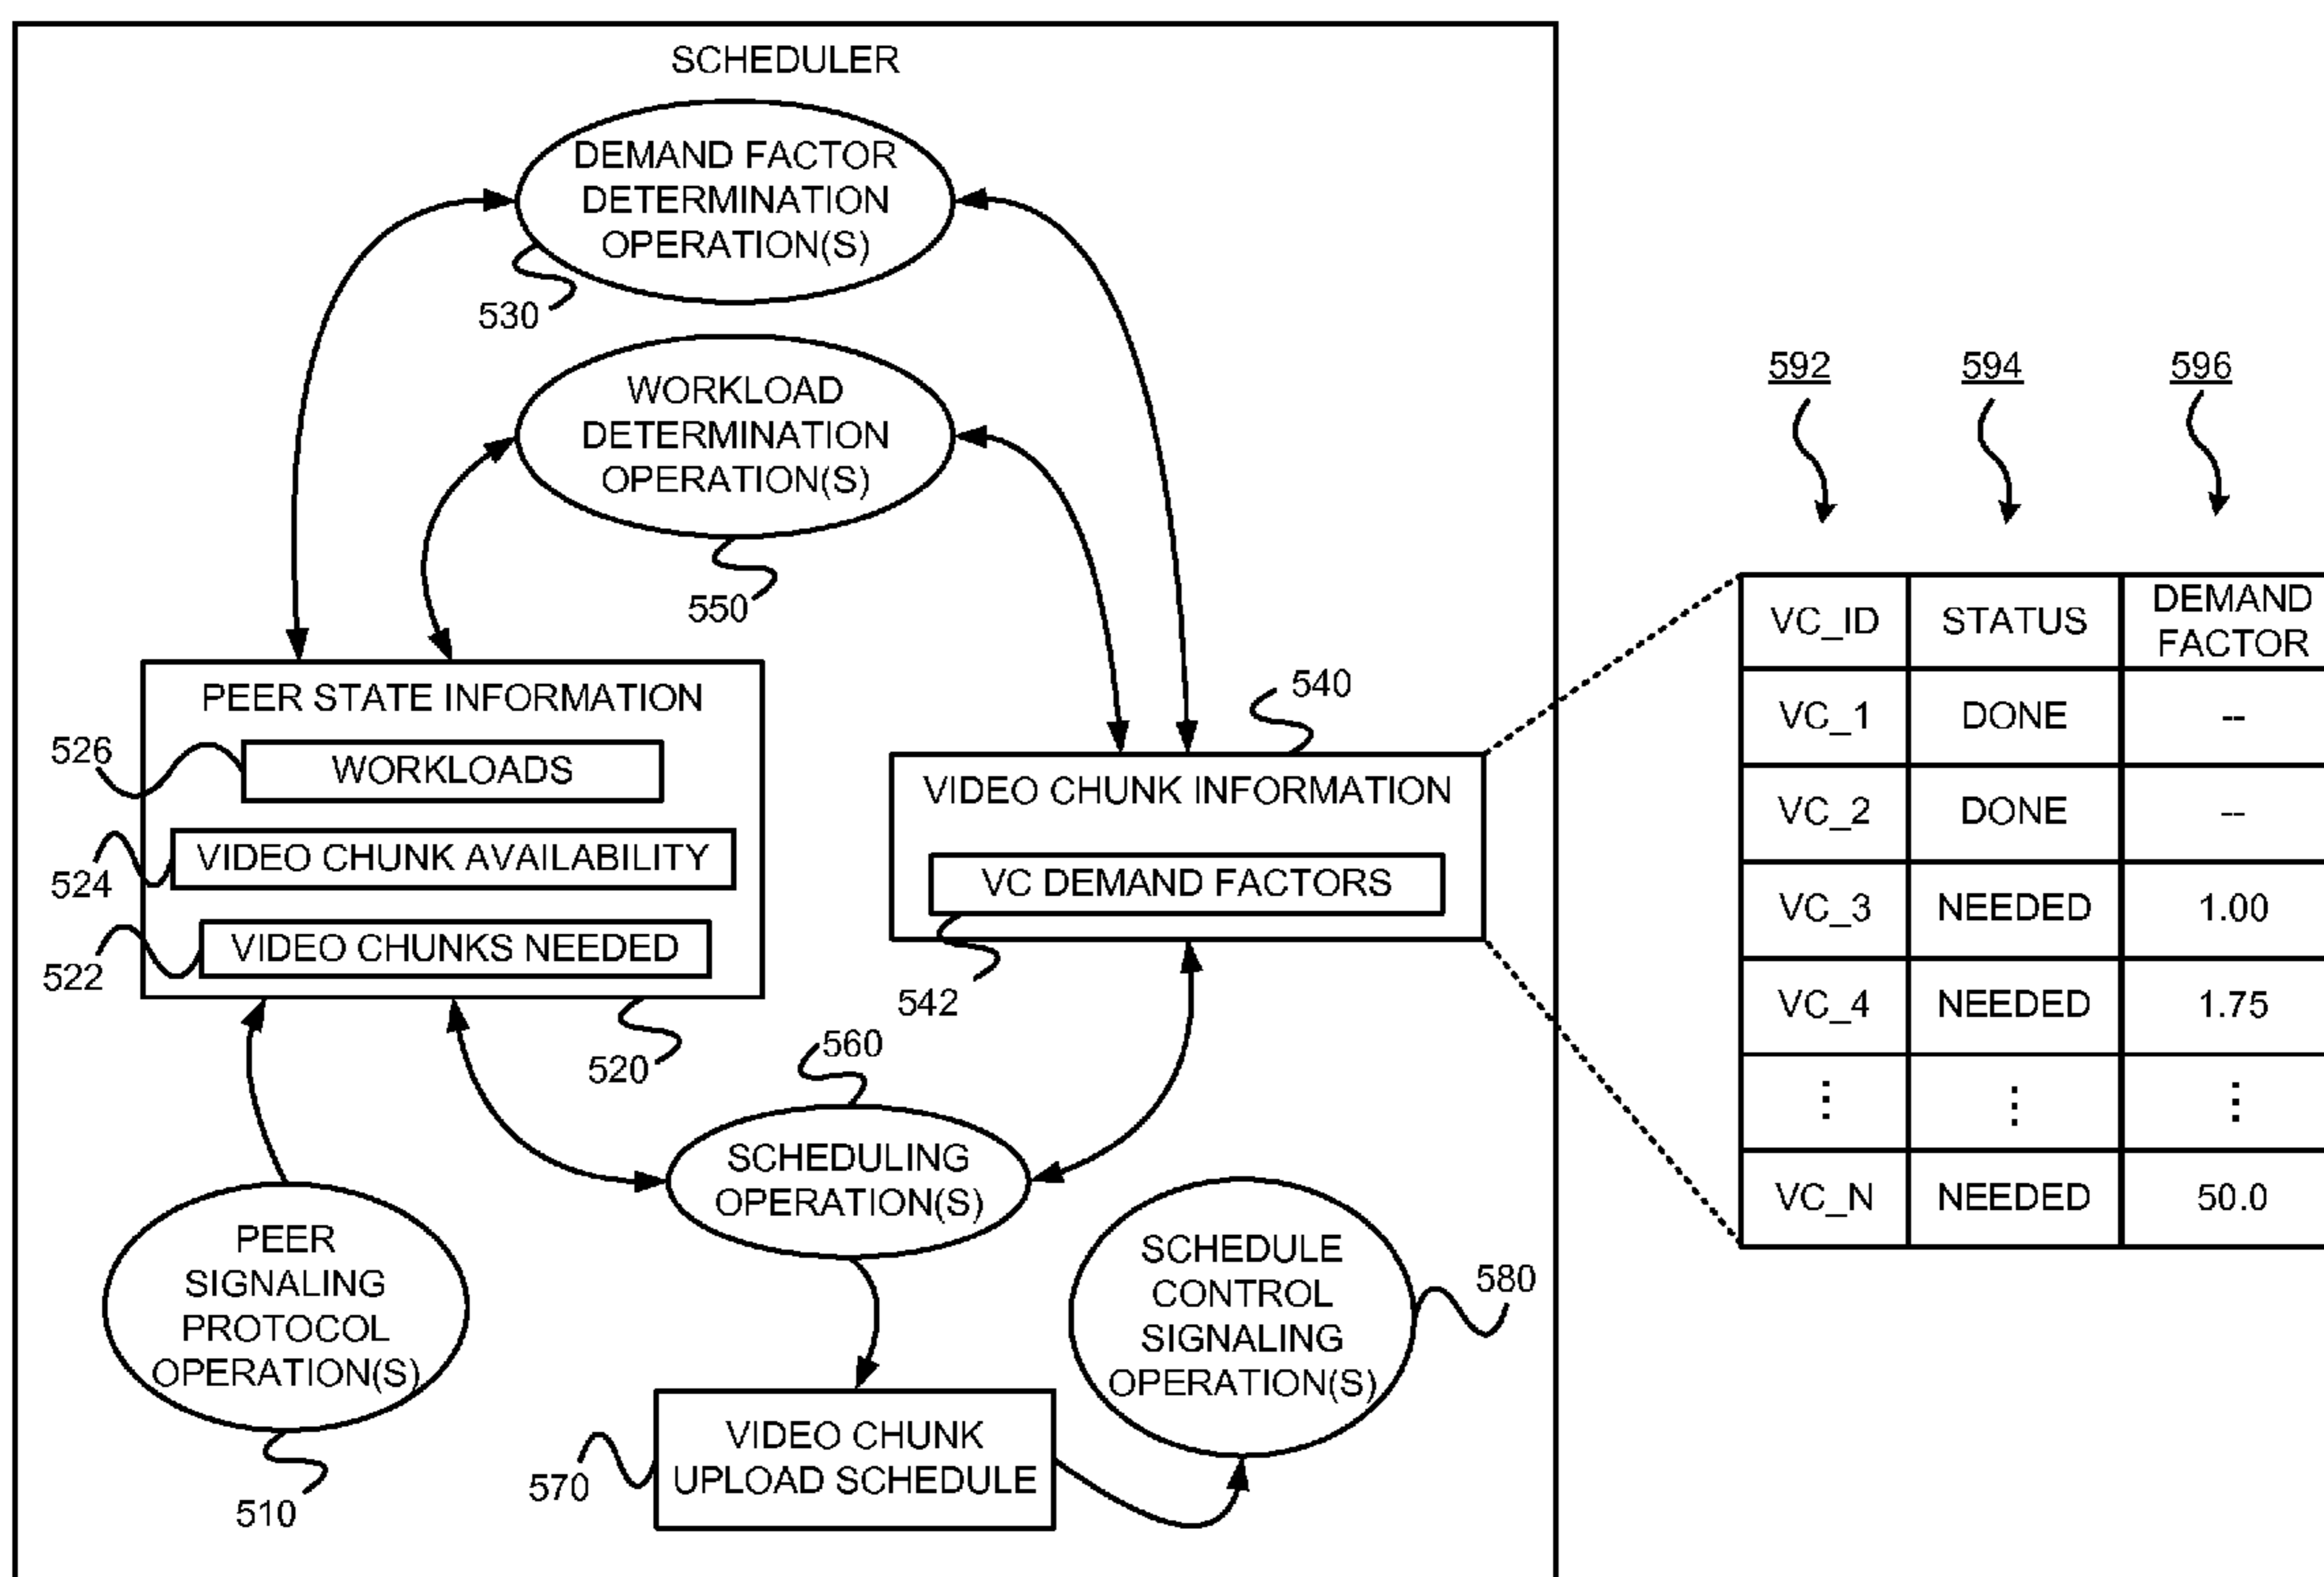 SCHEDULER
DEMAND FACTOR
DETERMINATION
OPERATION(S)
530
WORKLOAD
DETERMINATION
OPERATION(S)
550
PEER STATE INFORMATION
526
WORKLOADS
524
VIDEO CHUNK AVAILABILITY
522
VIDEO CHUNKS NEEDED
520
540
VIDEO CHUNK INFORMATION
VC DEMAND FACTORS
542
560
SCHEDULING
OPERATION(S)
PEER
SIGNALING
PROTOCOL
OPERATION(S)
510
SCHEDULE
CONTROL
SIGNALING
OPERATION(S)
580
570
VIDEO CHUNK
UPLOAD SCHEDULE
592 594 596
VC_ID STATUS DEMAND FACTOR
VC_1 DONE --
VC_2 DONE --
VC_3 NEEDED 1.00
VC_4 NEEDED 1.75
⋮ ⋮ ⋮
VC_N NEEDED 50.0